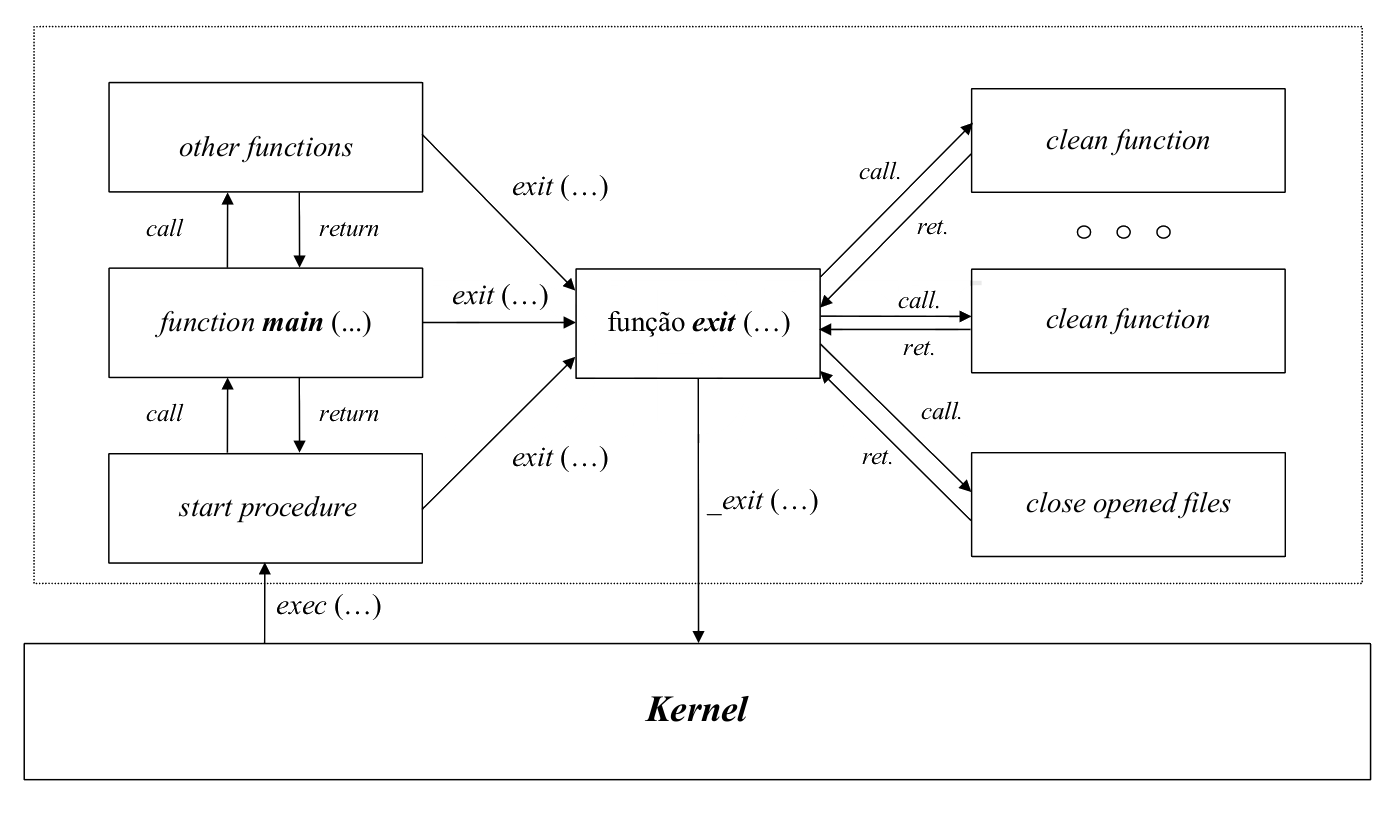 other functions
clean function
exit (…)
call.
call
return
ret.
exit (…)
function main (...)
função exit (…)
call.
clean function
ret.
call
return
call.
exit (…)
ret.
start procedure
_exit (…)
close opened files
exec (…)
Kernel